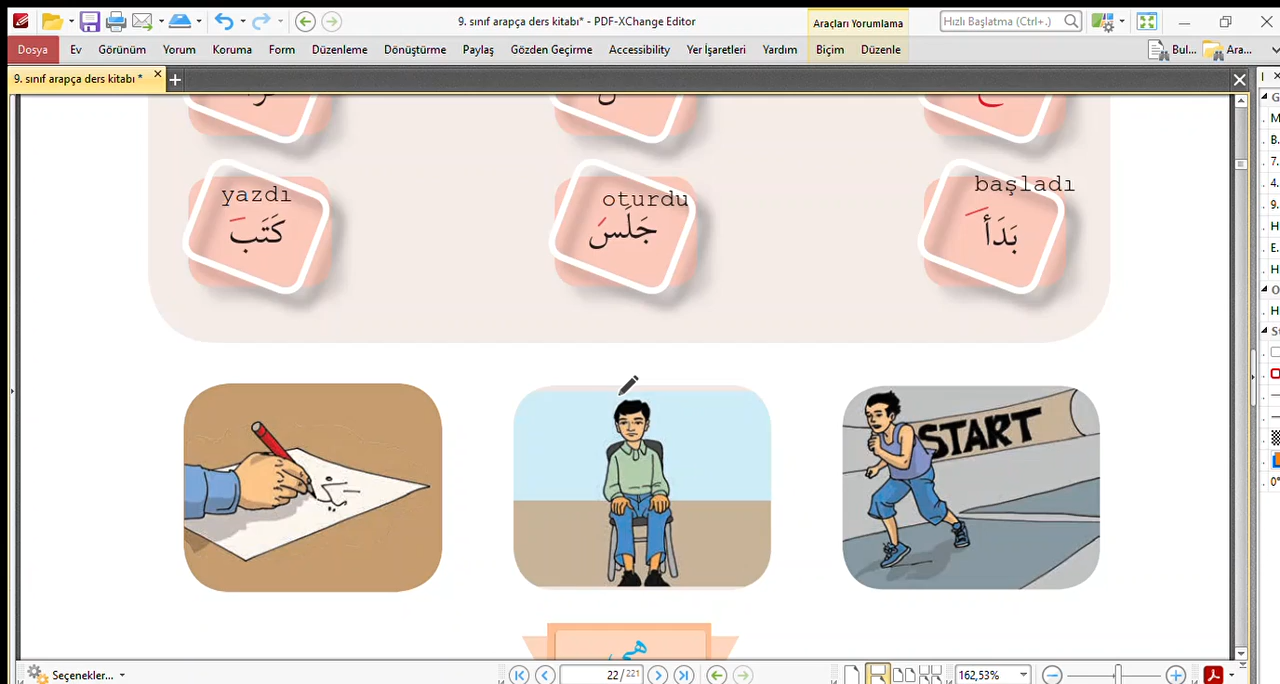 9. sınıf arapça ders kitabı* - PDF-XChange Editor
Araçları Yorumlama
Hızlı Başlatma (Ctrl+.)
Dosya Ev Görünüm Yorum Koruma Form Düzenleme Dönüştürme Paylaş Gözden Geçirme Accessibility Yer İşaretleri Yardım Biçim Düzenle Bul... Ara...
9. sınıf arapça ders kitabı *
yazdı oturdu başladı
بَدَأَ جَلَسَ كَتَبَ
START
هي
Seçenekler... 22 / 221 162,53%